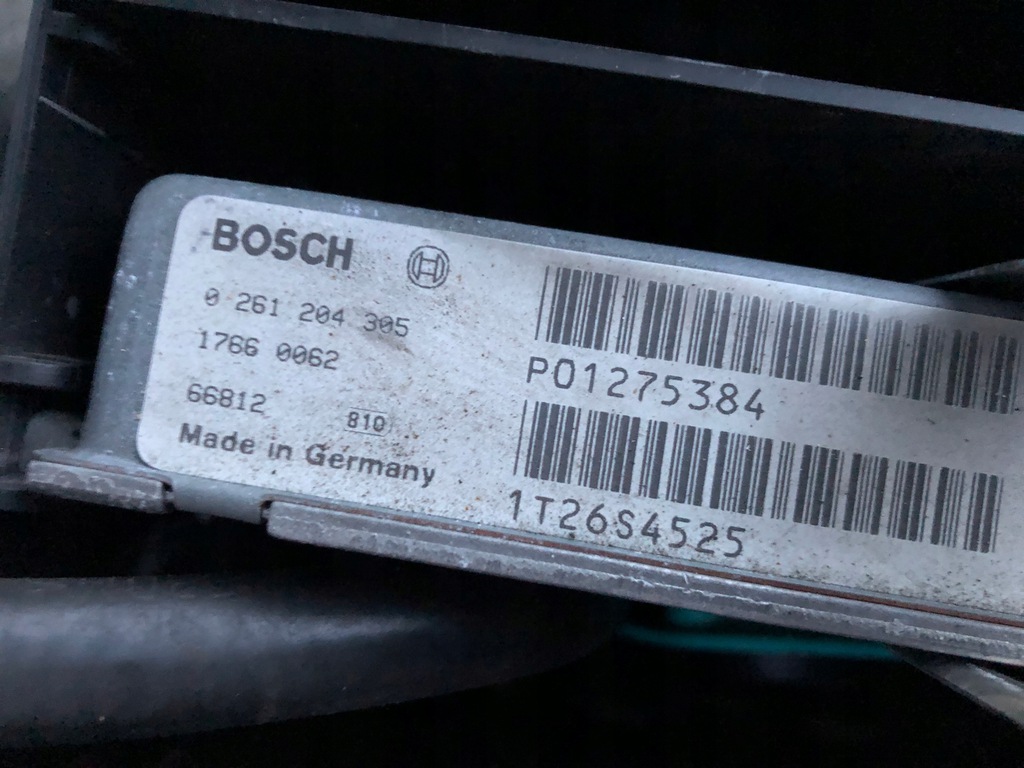 BOSCH
0 261 204 305
1766 0062
66812 810
Made in Germany
P01275384
1T26S4525